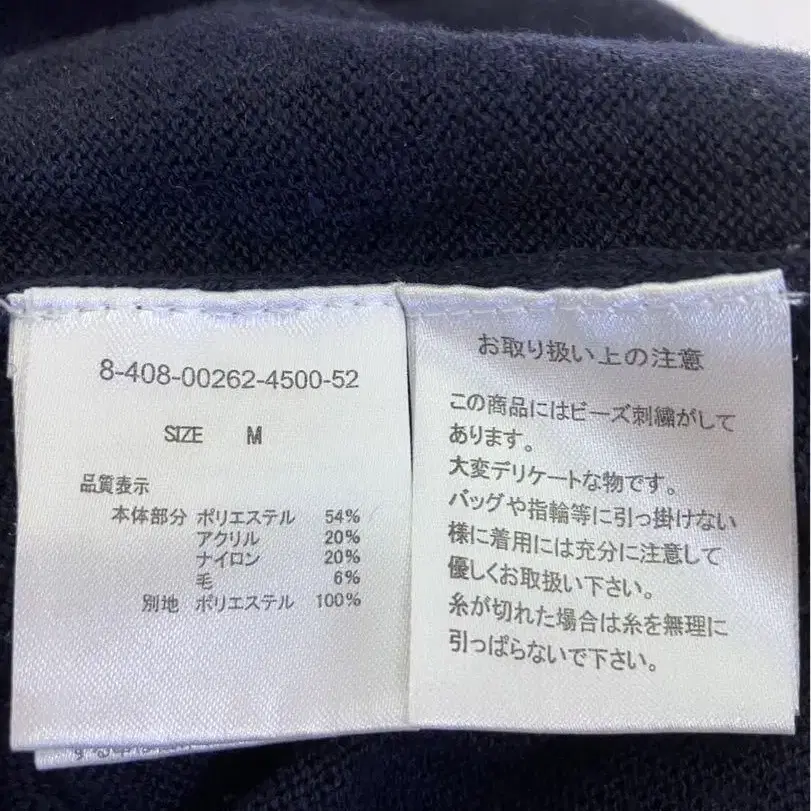 8-408-00262-4500-52
SIZE M
品質表示
本体部分 ポリエステル 54%
アクリル 20%
ナイロン 20%
毛 6%
別地 ポリエステル 100%
お取り扱い上の注意
この商品にはビーズ刺繍がして
あります。
大変デリケートな物です。
バッグや指輪等に引っ掛けない
様に着用には充分に注意して
優しくお取扱い下さい。
糸が切れた場合は糸を無理に
引っぱらないで下さい。